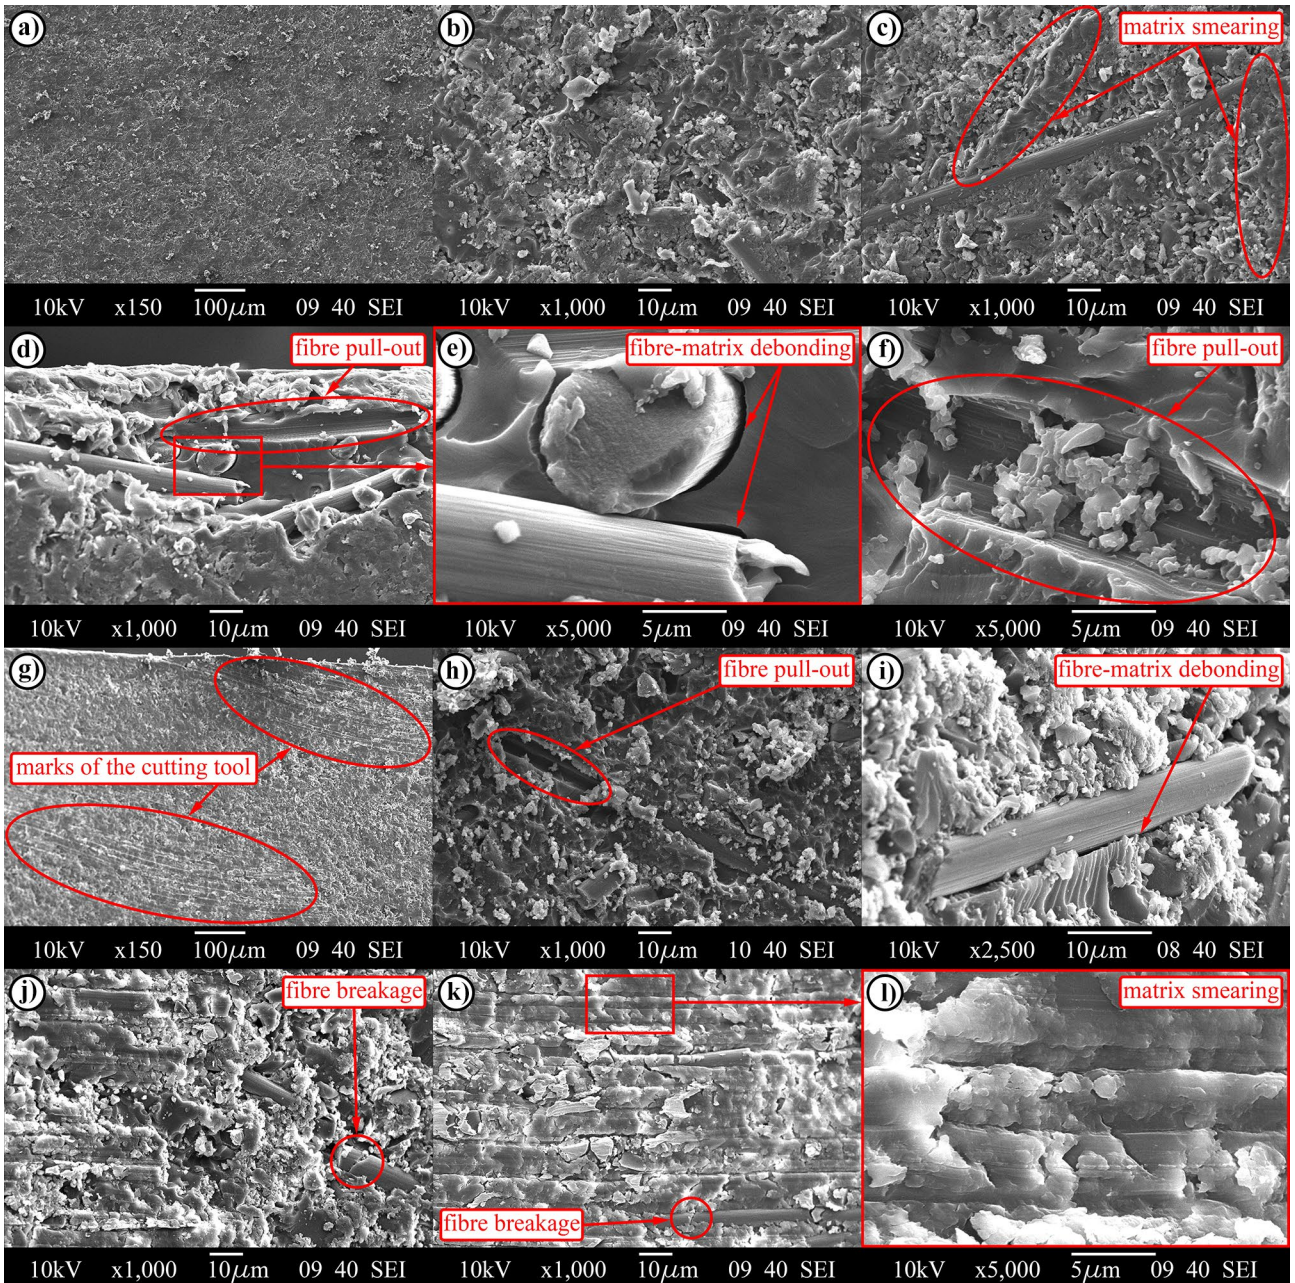 a)
b)
c)
matrix smearing
10kV x150 100μm 09 40 SEI
10kV x1,000 10μm 09 40 SEI
10kV x1,000 10μm 09 40 SEI
d)
fibre pull-out
e)
fibre-matrix debonding
f)
fibre pull-out
10kV x1,000 10μm 09 40 SEI
10kV x5,000 5μm 09 40 SEI
10kV x5,000 5μm 09 40 SEI
g)
marks of the cutting tool
h)
fibre pull-out
i)
fibre-matrix debonding
10kV x150 100μm 09 40 SEI
10kV x1,000 10μm 10 40 SEI
10kV x2,500 10μm 08 40 SEI
j)
fibre breakage
k)
fibre breakage
l)
matrix smearing
10kV x1,000 10μm 09 40 SEI
10kV x1,000 10μm 09 40 SEI
10kV x5,000 5μm 09 40 SEI